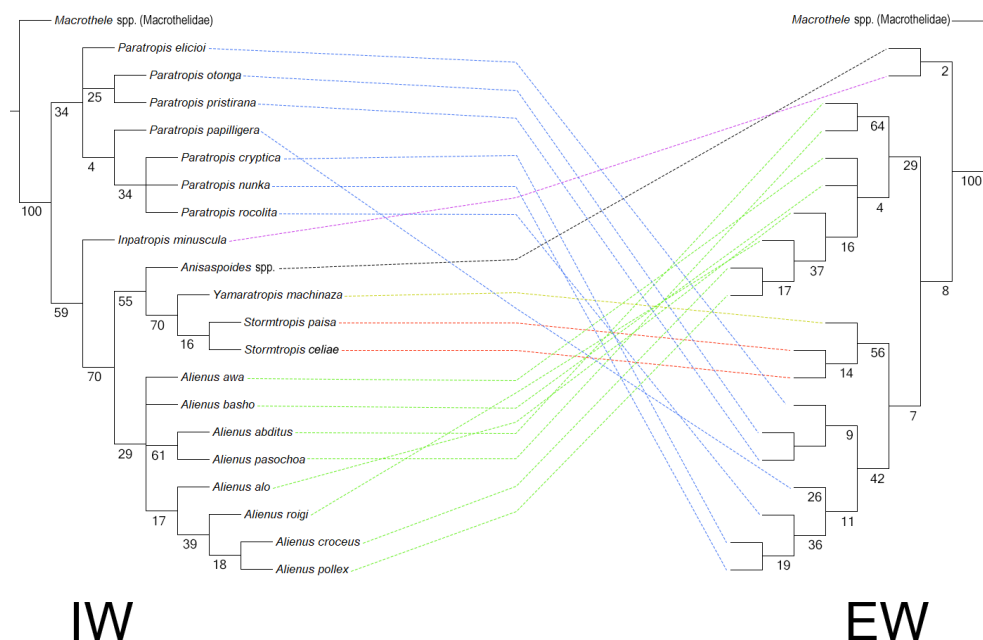 Macrothele spp. (Macrothelidae)
Macrothele spp. (Macrothelidae)
Paratropis elicioi
2
Paratropis otonga
25
Paratropis pristirana
34
64
Paratropis papilligera
Paratropis cryptica
4
29
100
Paratropis nunka
34
4
Paratropis rocolita
100
Inpatropis minuscula
16
Anisaspoides spp.
37
17
8
Yamaratropis machinaza
55
59
Stormtropis paisa
70
16
Stormtropis celiae
56
14
70
Alienus awa
Alienus basho
7
Alienus abditus
9
29
61
Alienus pasochoa
42
Alienus alo
26
17
Alienus roigi
11
39
Alienus croceus
36
18
Alienus pollex
19
IW
EW